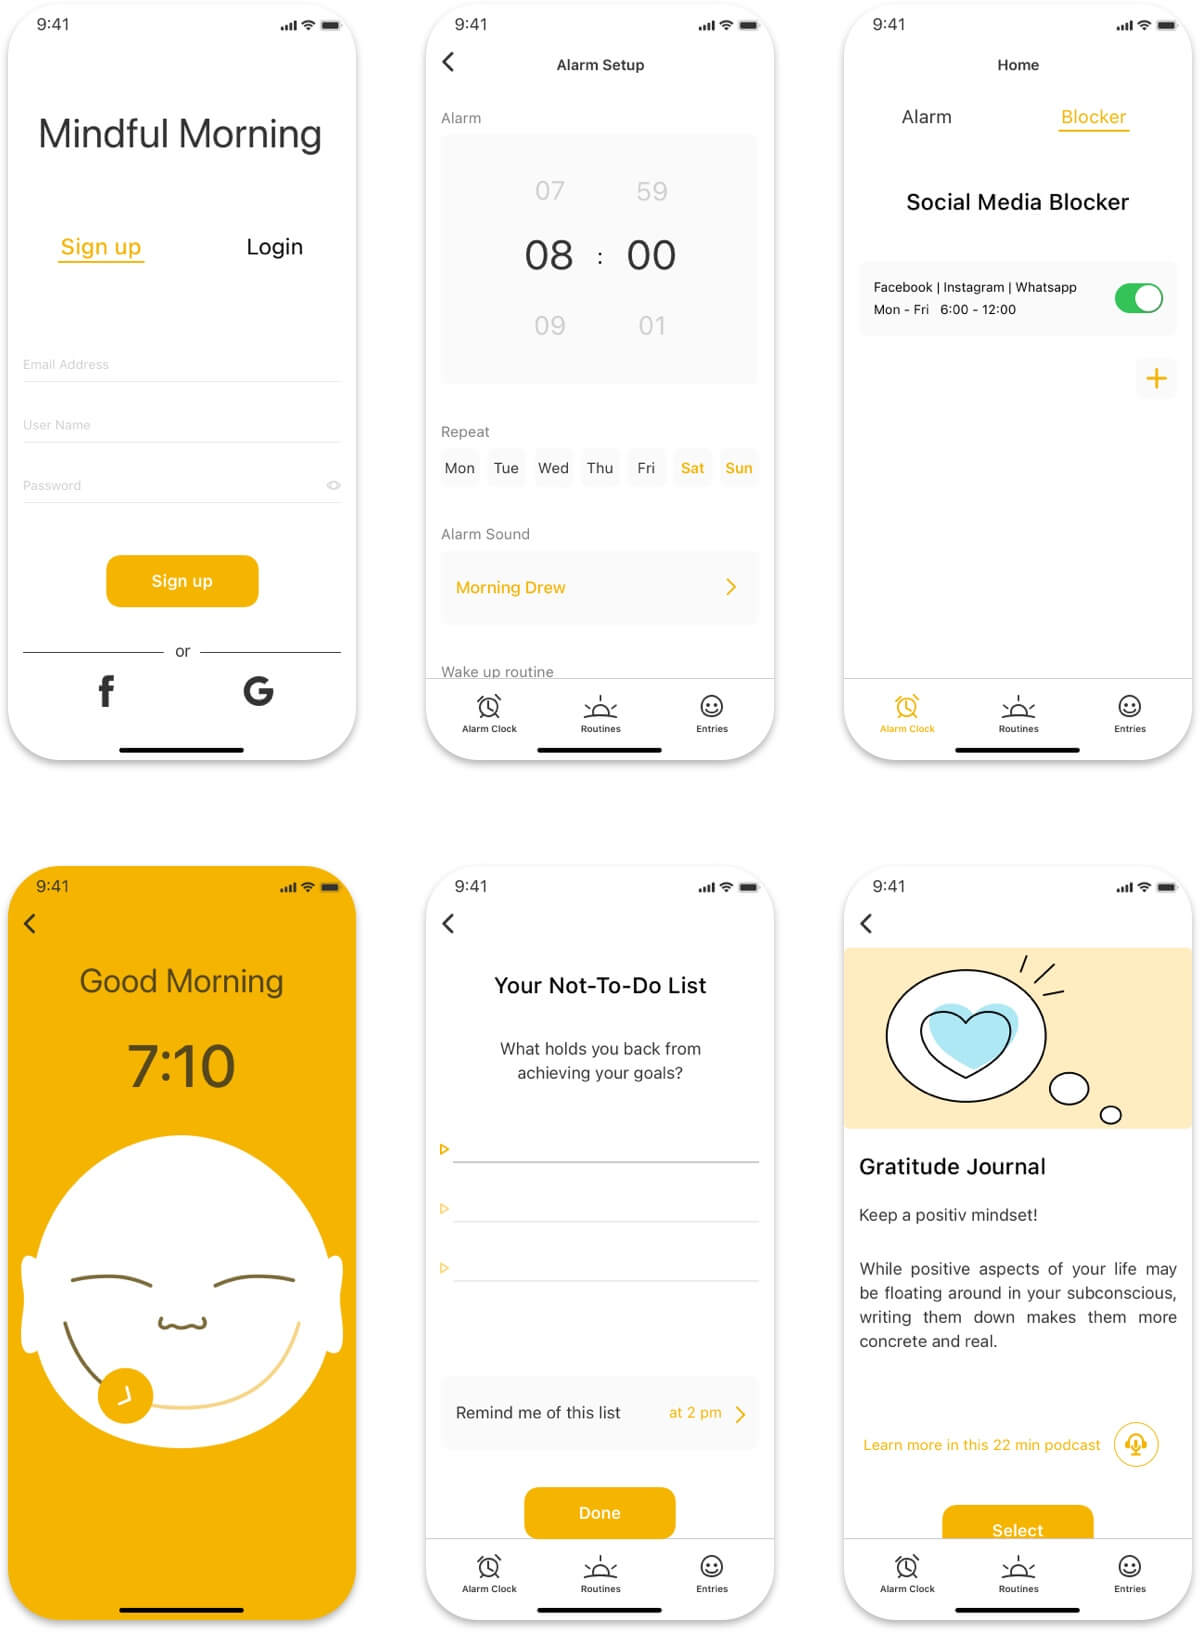 9:41
Mindful Morning
Sign up Login
Email Address
User Name
Password
Sign up
or
f G
9:41
Alarm Setup
Alarm
07 59
08 : 00
09 01
Repeat
Mon Tue Wed Thu Fri Sat Sun
Alarm Sound
Morning Drew
Wake up routine
Alarm Clock Routines Entries
9:41
Home
Alarm Blocker
Social Media Blocker
Facebook | Instagram | Whatsapp
Mon - Fri 6:00 - 12:00
Alarm Clock Routines Entries
9:41
Good Morning
7:10
9:41
Your Not-To-Do List
What holds you back from
achieving your goals?
Remind me of this list at 2 pm
Done
Alarm Clock Routines Entries
9:41
Gratitude Journal
Keep a positiv mindset!
While positive aspects of your life may
be floating around in your subconscious,
writing them down makes them more
concrete and real.
Learn more in this 22 min podcast
Select
Alarm Clock Routines Entries